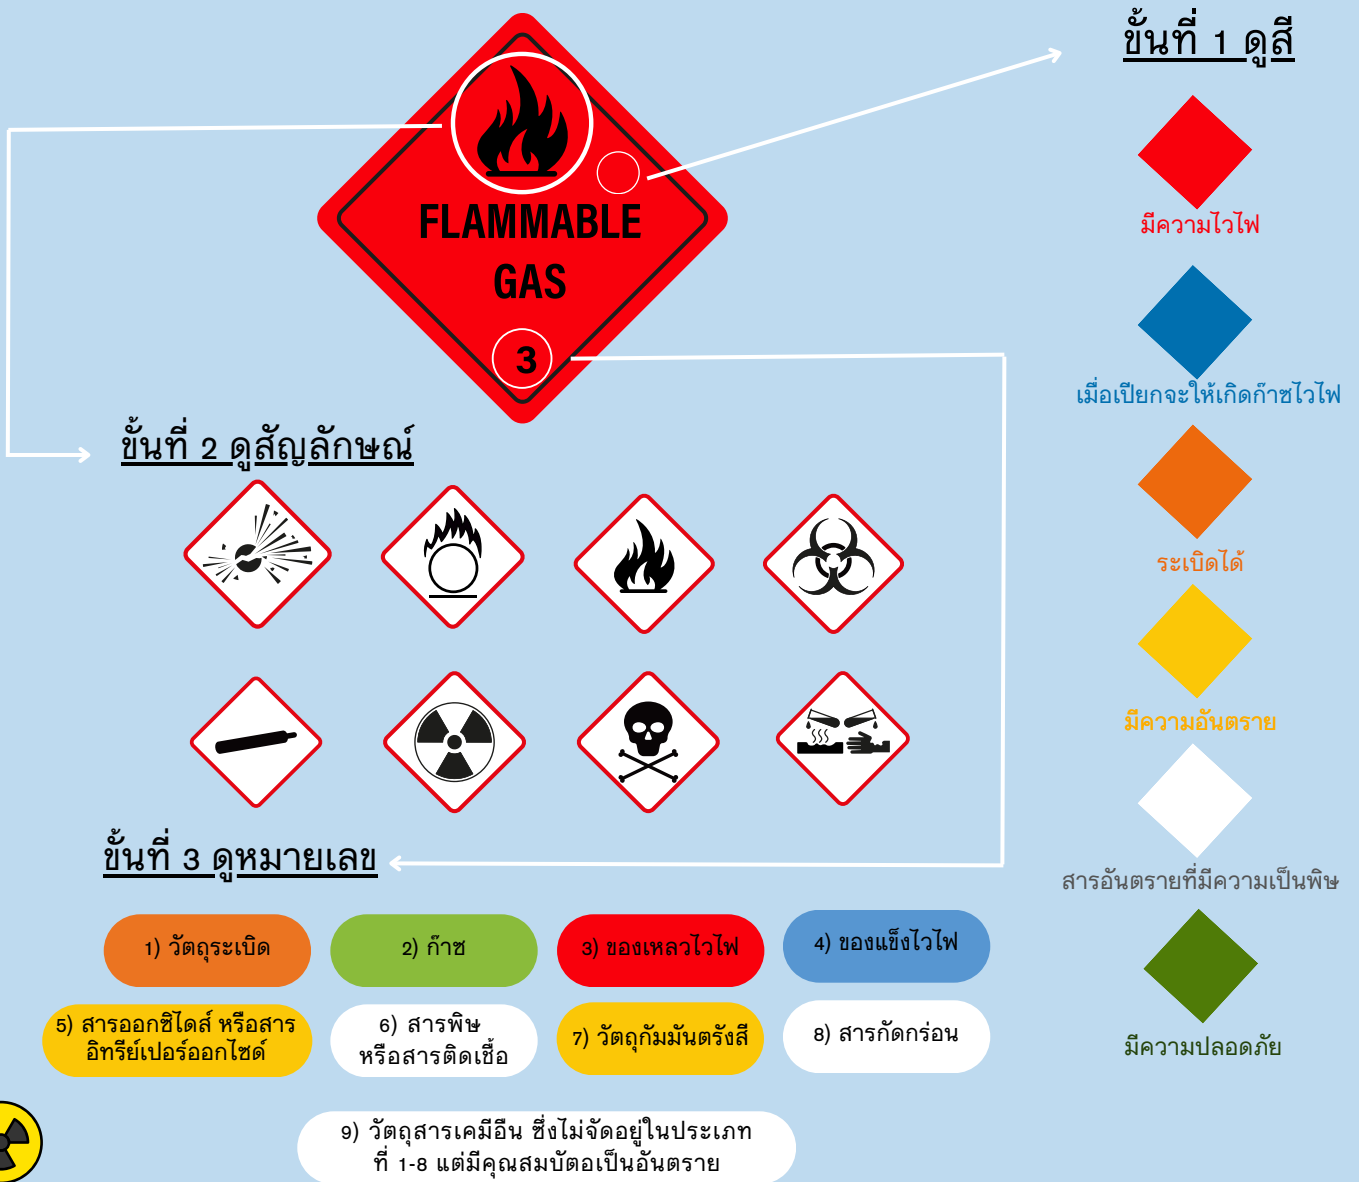 ขั้นที่ 1 ดูสี
FLAMMABLE
GAS
3
มีความไวไฟ
เมื่อเปียกจะให้เกิดก๊าซไวไฟ
ระเบิดได้
มีความอันตราย
สารอันตรายที่มีความเป็นพิษ
มีความปลอดภัย
ขั้นที่ 2 ดูสัญลักษณ์
ขั้นที่ 3 ดูหมายเลข
1) วัตถุระเบิด
2) ก๊าซ
3) ของเหลวไวไฟ
4) ของแข็งไวไฟ
5) สารออกซิไดส์ หรือสาร
อิทรีย์เปอร์ออกไซด์
6) สารพิษ
หรือสารติดเชื้อ
7) วัตถุกัมมันตรังสี
8) สารกัดกร่อน
9) วัตถุสารเคมีอืน ซึ่งไม่จัดอยู่ในประเภท
ที่ 1-8 แต่มีคุณสมบัตอเป็นอันตราย